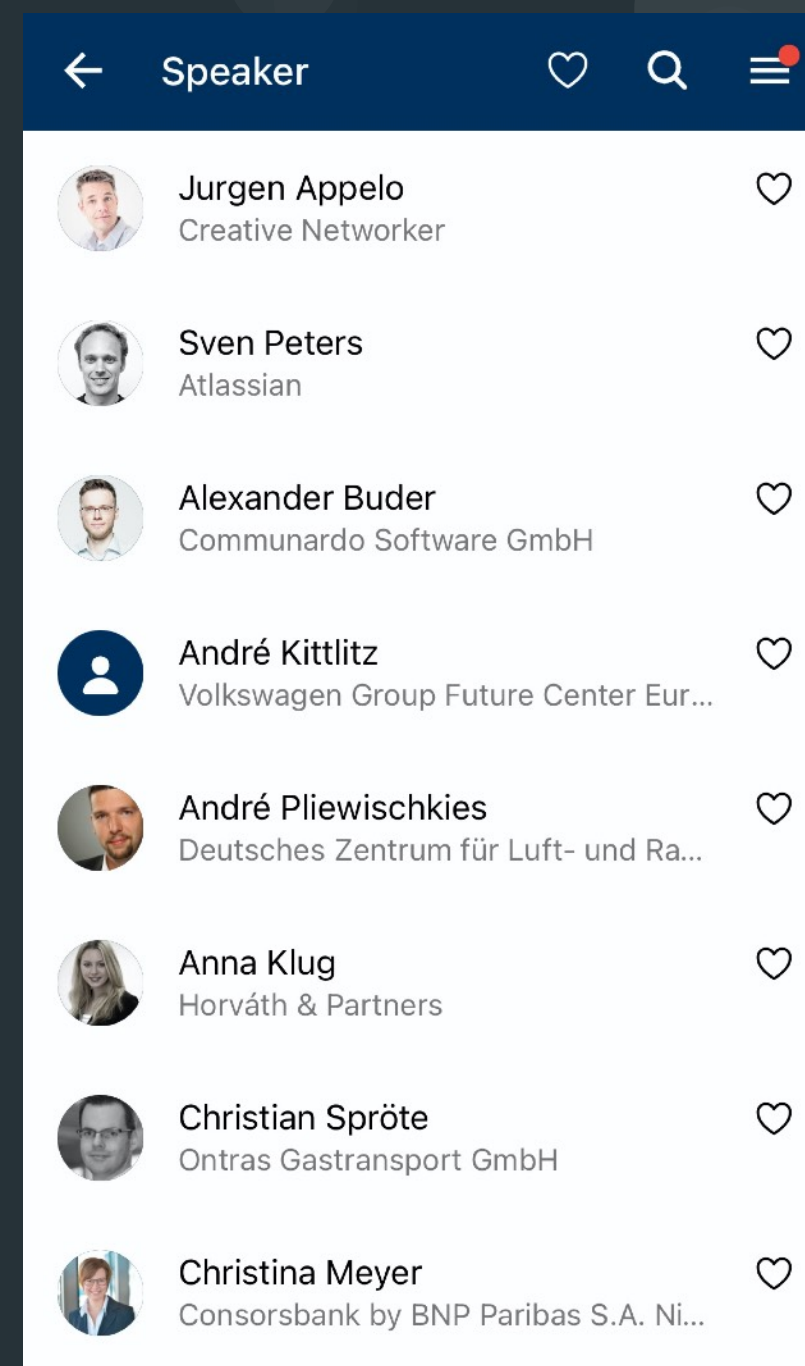 Speaker
Jurgen Appelo
Creative Networker
Sven Peters
Atlassian
Alexander Buder
Communardo Software GmbH
André Kittlitz
Volkswagen Group Future Center Eur...
André Pliewischkies
Deutsches Zentrum für Luft- und Ra...
Anna Klug
Horváth & Partners
Christian Spröte
Ontras Gastransport GmbH
Christina Meyer
Consorsbank by BNP Paribas S.A. Ni...